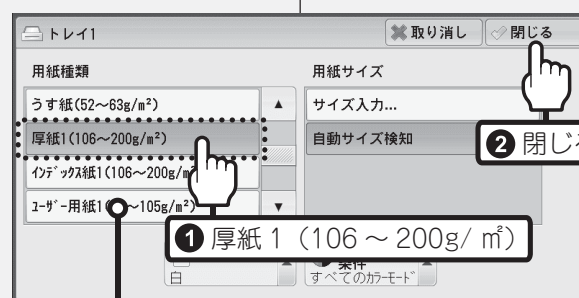 トレイ1
取り消し
閉じる
用紙種類
用紙サイズ
うす紙(52～63g/m²)
サイズ入力...
厚紙1(106～200g/m²)
自動サイズ検知
❷ 閉じ
インデックス紙1(106～200g/m
ユーザー用紙1 ～105g/m²)
❶ 厚紙 1（106 ～ 200g/ ㎡）
白
すべてのカラーモード